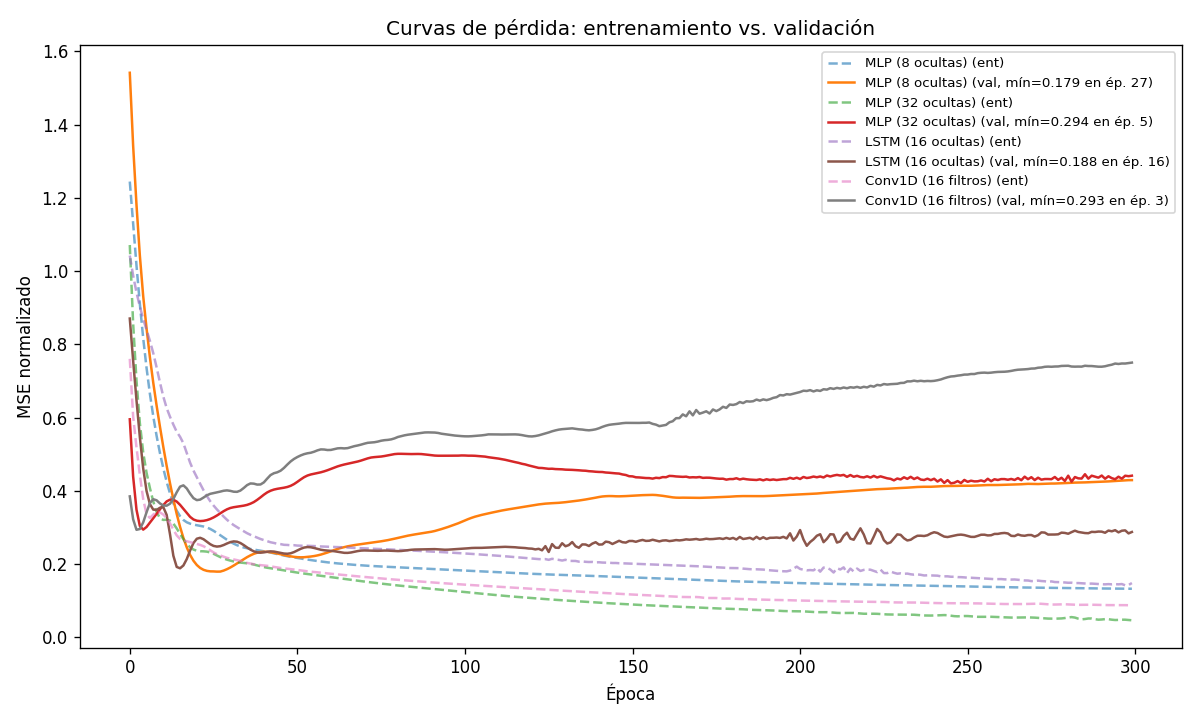 Curvas de pérdida: entrenamiento vs. validación
MLP (8 ocultas) (ent)
MLP (8 ocultas) (val, mín=0.179 en ép. 27)
MLP (32 ocultas) (ent)
MLP (32 ocultas) (val, mín=0.294 en ép. 5)
LSTM (16 ocultas) (ent)
LSTM (16 ocultas) (val, mín=0.188 en ép. 16)
Conv1D (16 filtros) (ent)
Conv1D (16 filtros) (val, mín=0.293 en ép. 3)
MSE normalizado
1.6
1.4
1.2
1.0
0.8
0.6
0.4
0.2
0.0
0 50 100 150 200 250 300
Época